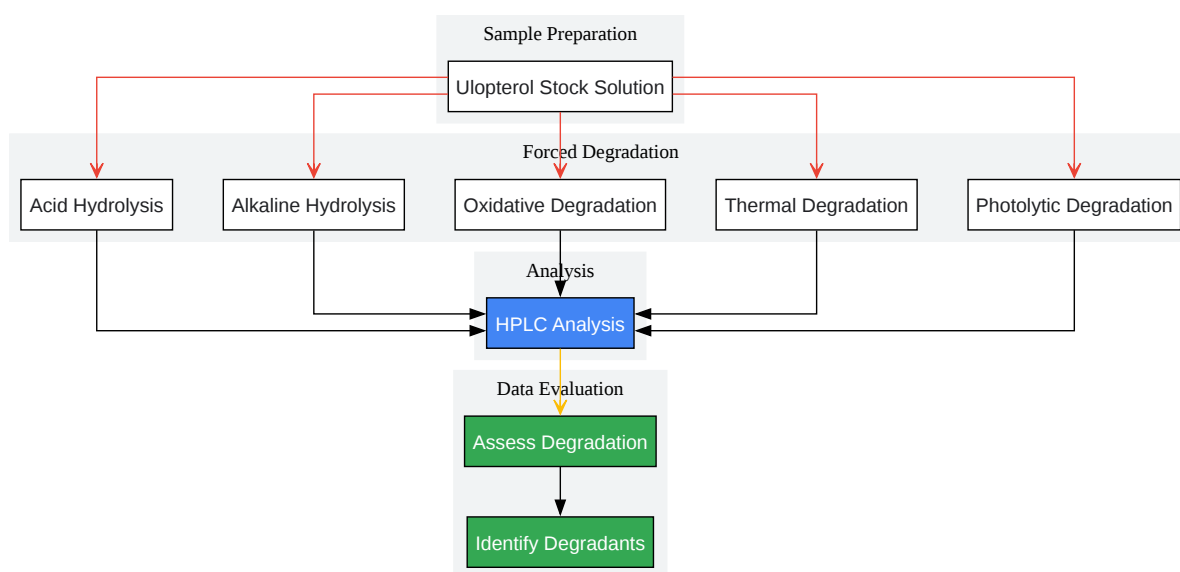 Sample Preparation
Ulopterol Stock Solution
Forced Degradation
Acid Hydrolysis
Alkaline Hydrolysis
Oxidative Degradation
Thermal Degradation
Photolytic Degradation
Analysis
HPLC Analysis
Data Evaluation
Assess Degradation
Identify Degradants